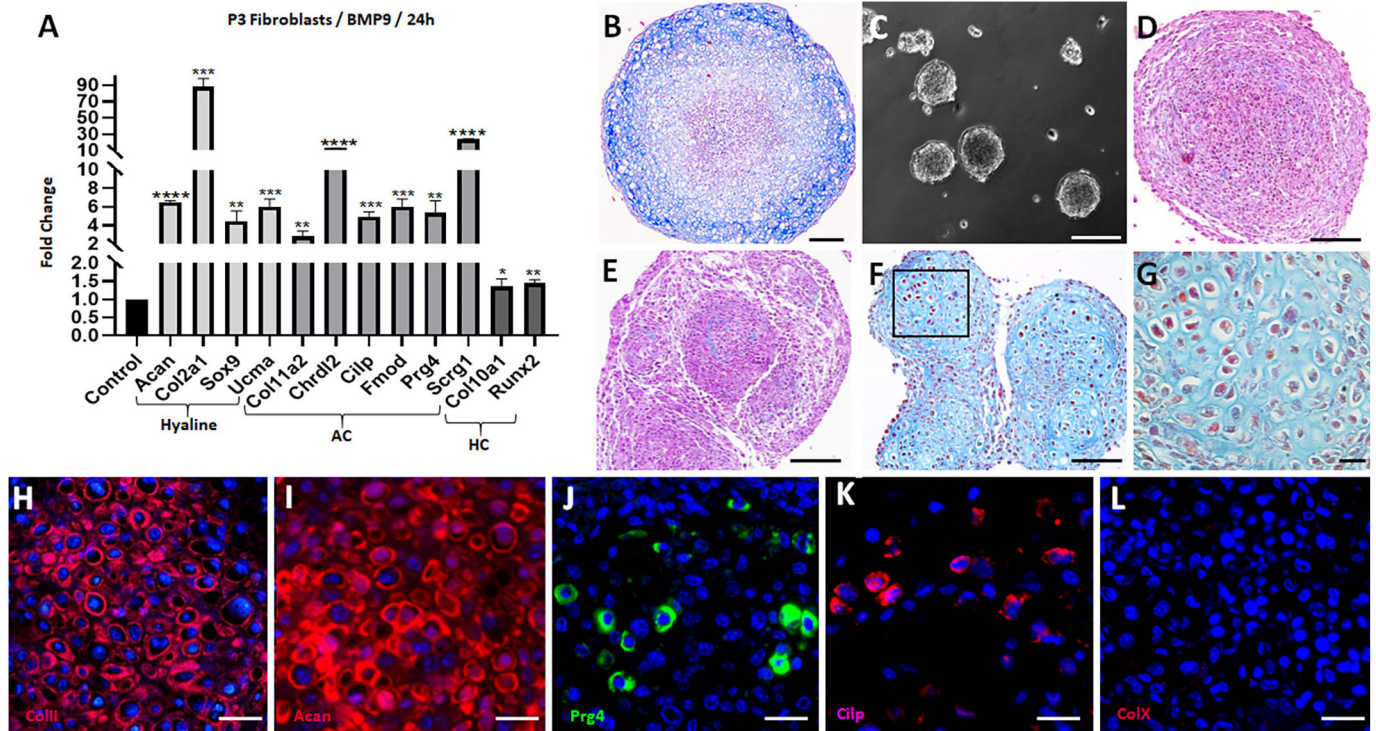 A
P3 Fibroblasts / BMP9 / 24h
Fold Change
90
70
50
30
10
10
8
6
4
2
2.0
1.5
1.0
0.5
0.0
****
***
**
***
**
****
***
***
**
****
*
**
Control
Acan
Col2a1
Sox9
Ucma
Col11a2
Chrdl2
Cilp
Fmod
Prg4
Scrg1
Col10a1
Runx2
Hyaline
AC
HC
B
C
D
E
F
G
H
ColII
I
Acan
J
Prg4
K
Cilp
L
ColX